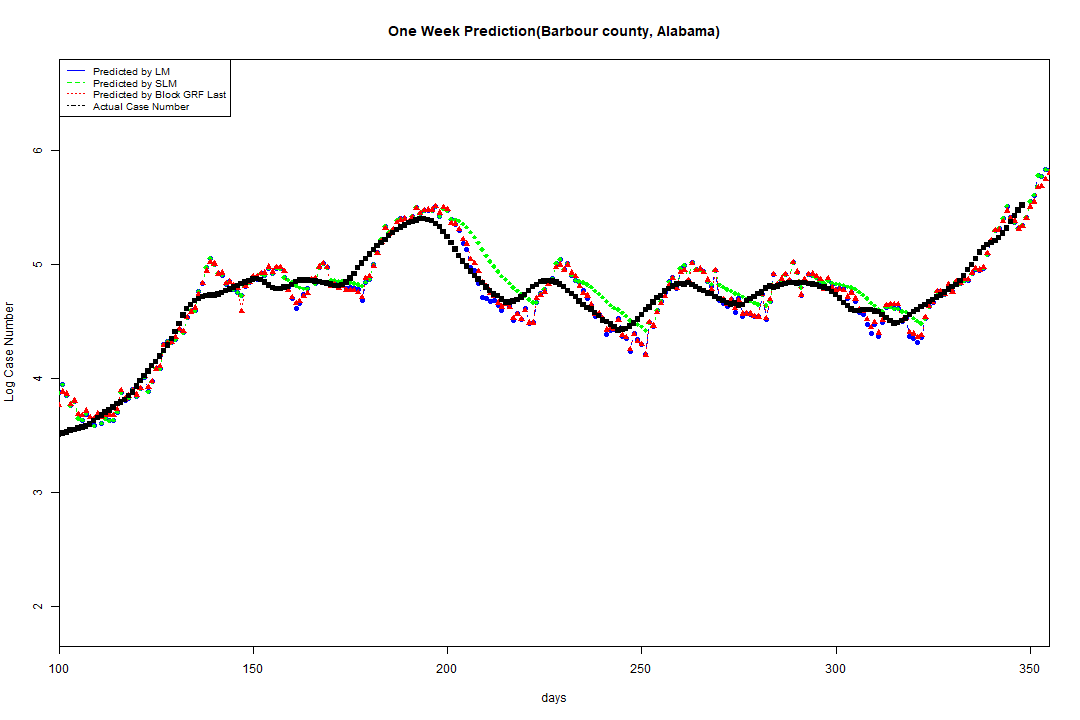 One Week Prediction(Barbour county, Alabama)
Predicted by LM
Predicted by SLM
Predicted by Block GRF Last
Actual Case Number
Log Case Number
6
5
4
3
2
100 150 200 250 300 350
days